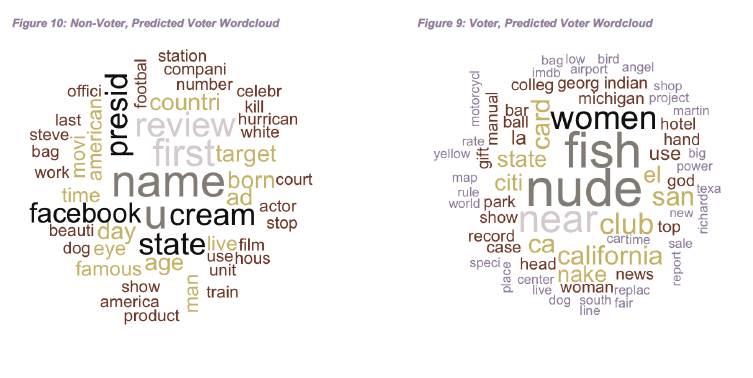 Figure 10: Non-Voter, Predicted Voter Wordcloud
station
compani
number
footbal
celebr
offici
presid
countri
kill
hurrican
last
review
white
steve
movi
american
first
target
bag
work
name
born
court
time
ad
facebook
u
cream
actor
stop
beauti
day
state
live
film
dog
eye
use
hous
famous
age
unit
show
man
train
america
product
Figure 9: Voter, Predicted Voter Wordcloud
bag
low
bird
imdb
airport
angel
motorcycl
colleg
georg
indian
shop
michigan
project
manual
bar
card
women
martin
ball
hotel
rate
la
fish
hand
yellow
gift
state
use
big
map
citi
nude
el
god
power
rule
san
texa
world
park
near
club
new
richard
show
top
record
ca
cartime
sale
case
california
speci
head
nake
news
report
place
center
woman
replac
live
dog
south
fair
line